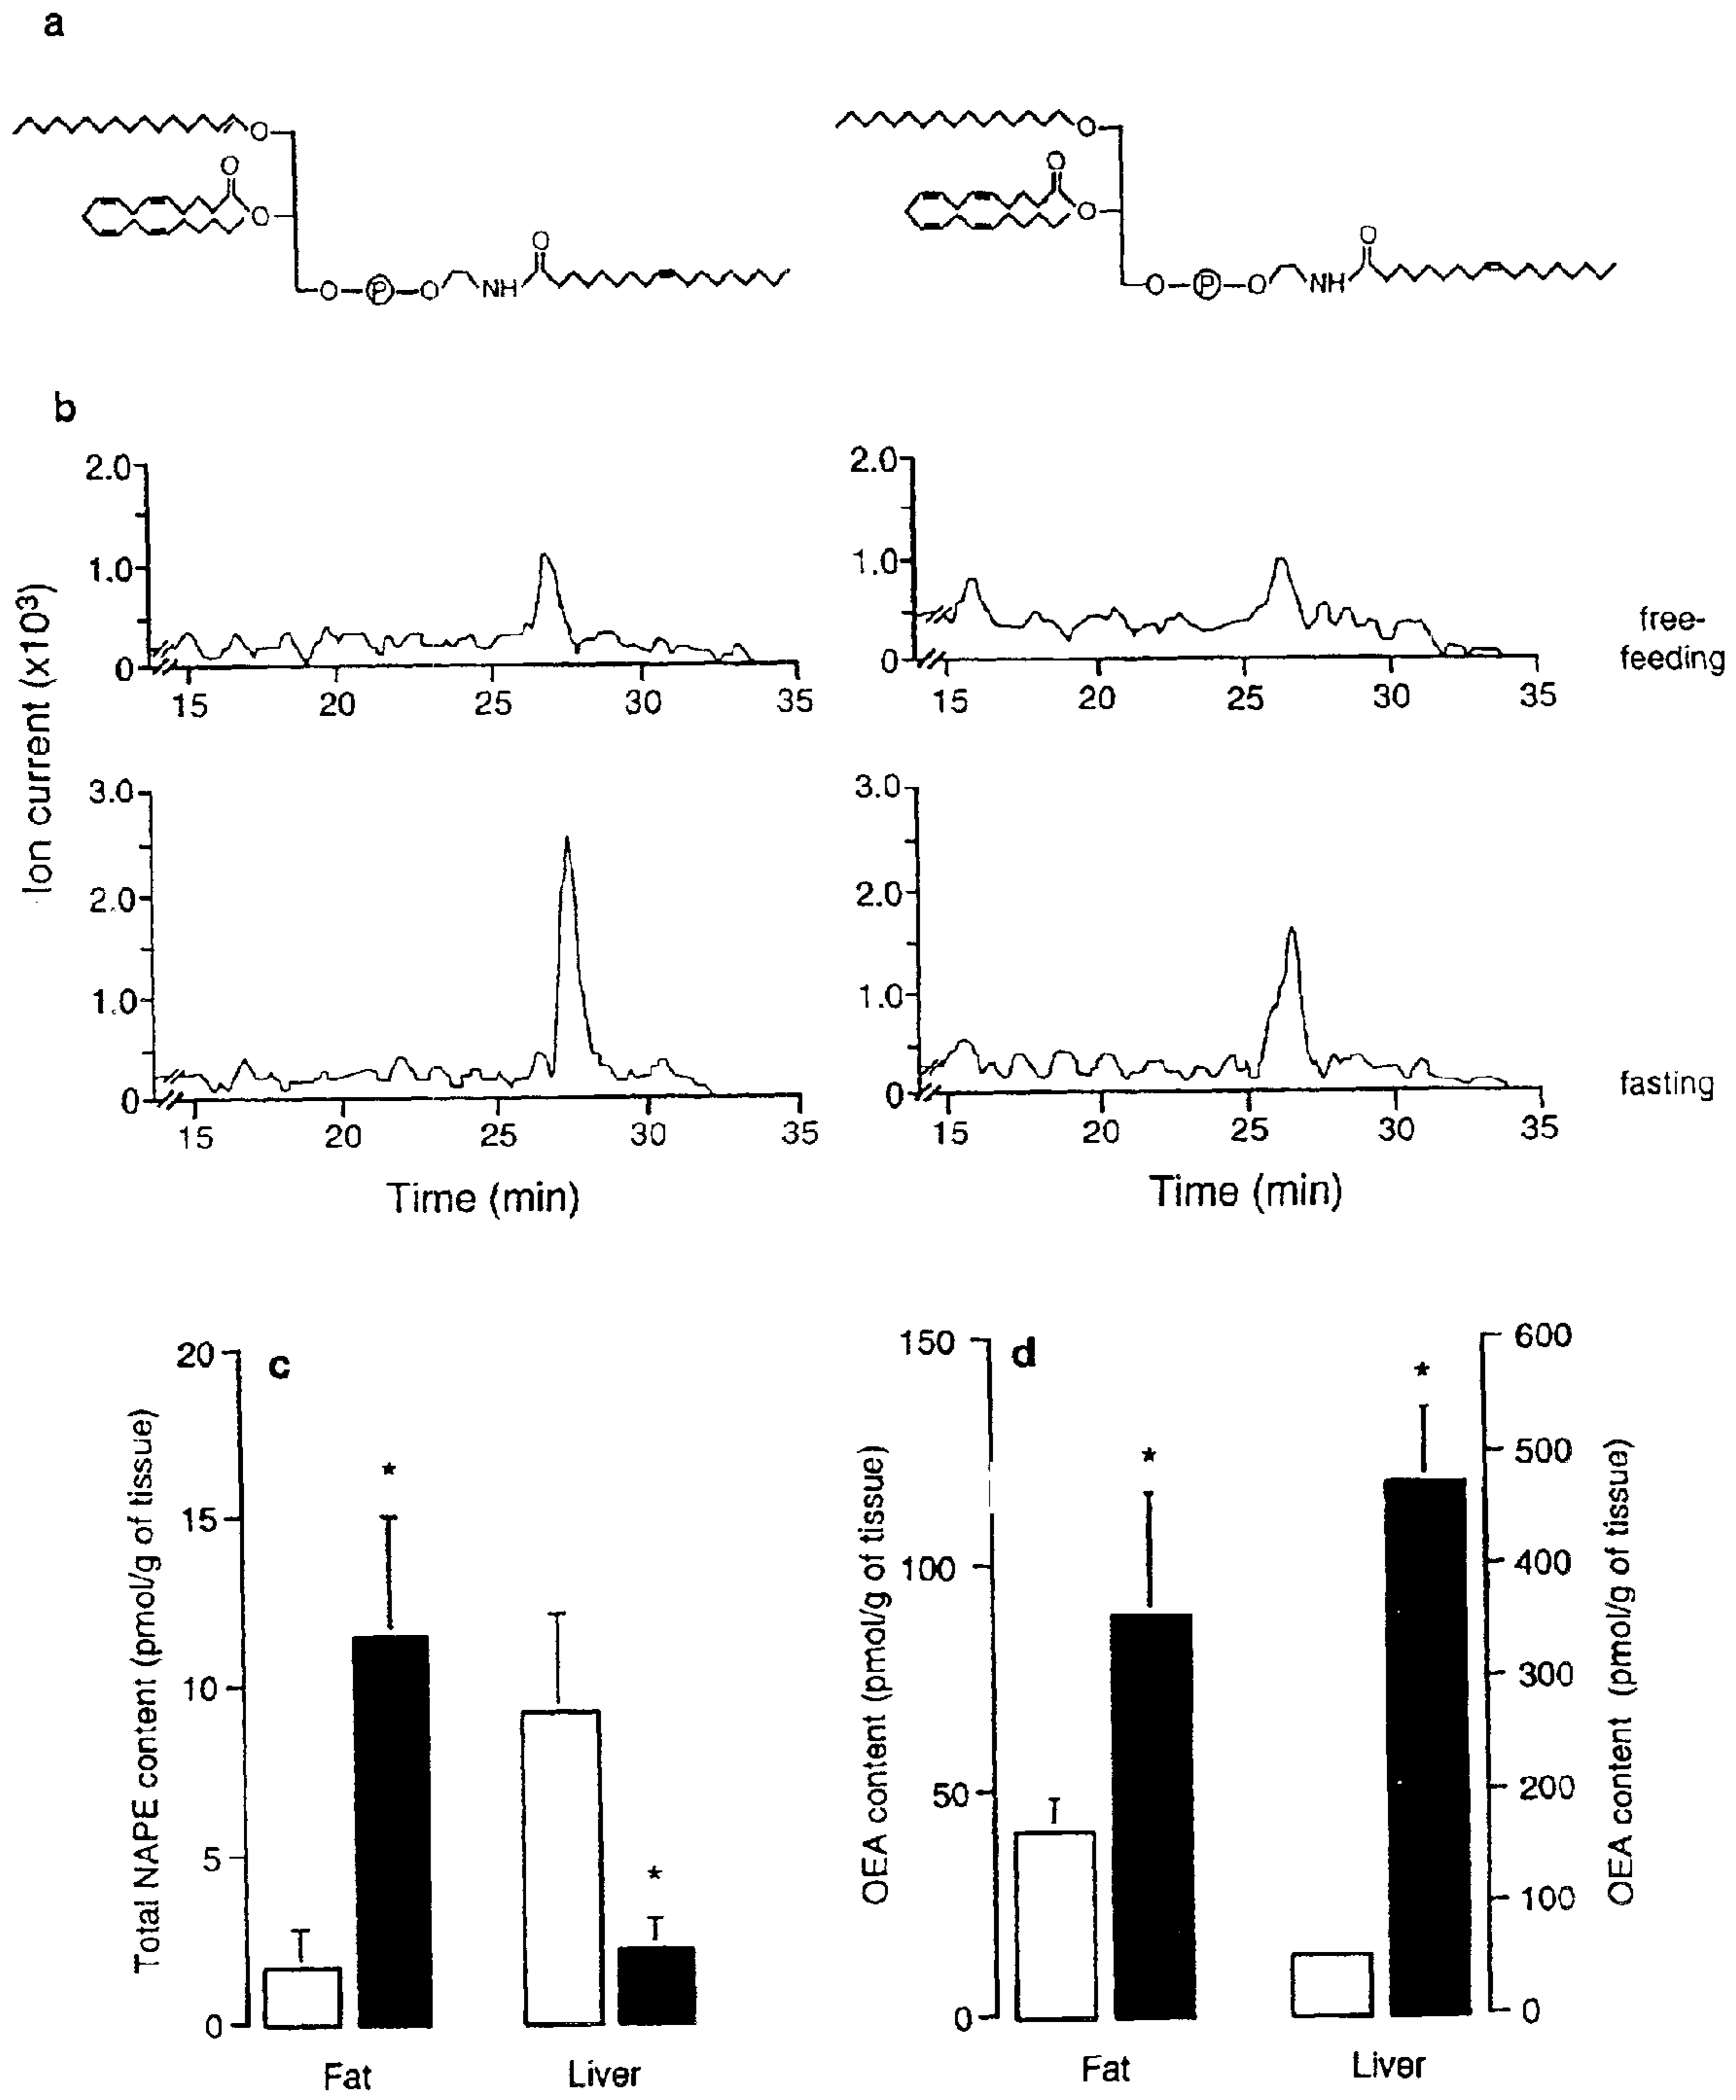 a
O
O
O
O
O
O
O
O
O P O NH
O P O NH
b
Ion current (x10³)
2.0
1.0
0
15 20 25 30 35
2.0
1.0
0
15 20 25 30 35
free-
feeding
3.0
2.0
1.0
0
15 20 25 30 35
Time (min)
3.0
2.0
1.0
0
15 20 25 30 35
Time (min)
fasting
c
Total NAPE content (pmol/g of tissue)
20
15
10
5
0
*
*
Fat Liver
d
OEA content (pmol/g of tissue)
150
100
50
0
*
*
Fat Liver
600
500
400
300
200
100
0
OEA content (pmol/g of tissue)